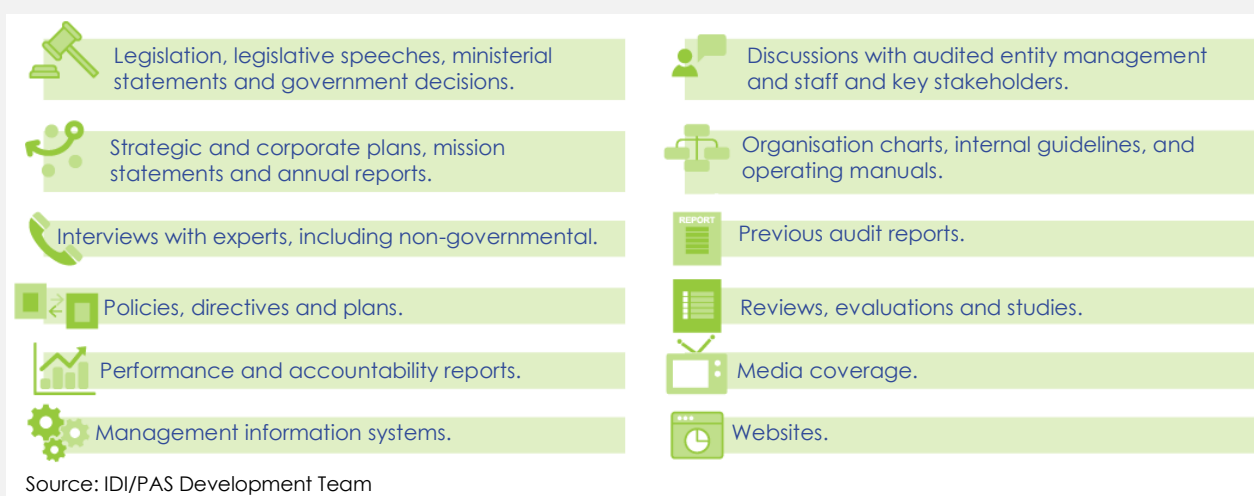 Legislation, legislative speeches, ministerial
statements and government decisions.
Strategic and corporate plans, mission
statements and annual reports.
Interviews with experts, including non-governmental.
Policies, directives and plans.
Performance and accountability reports.
Management information systems.
Discussions with audited entity management
and staff and key stakeholders.
Organisation charts, internal guidelines, and
operating manuals.
REPORT
Previous audit reports.
Reviews, evaluations and studies.
Media coverage.
Websites.
Source: IDI/PAS Development Team